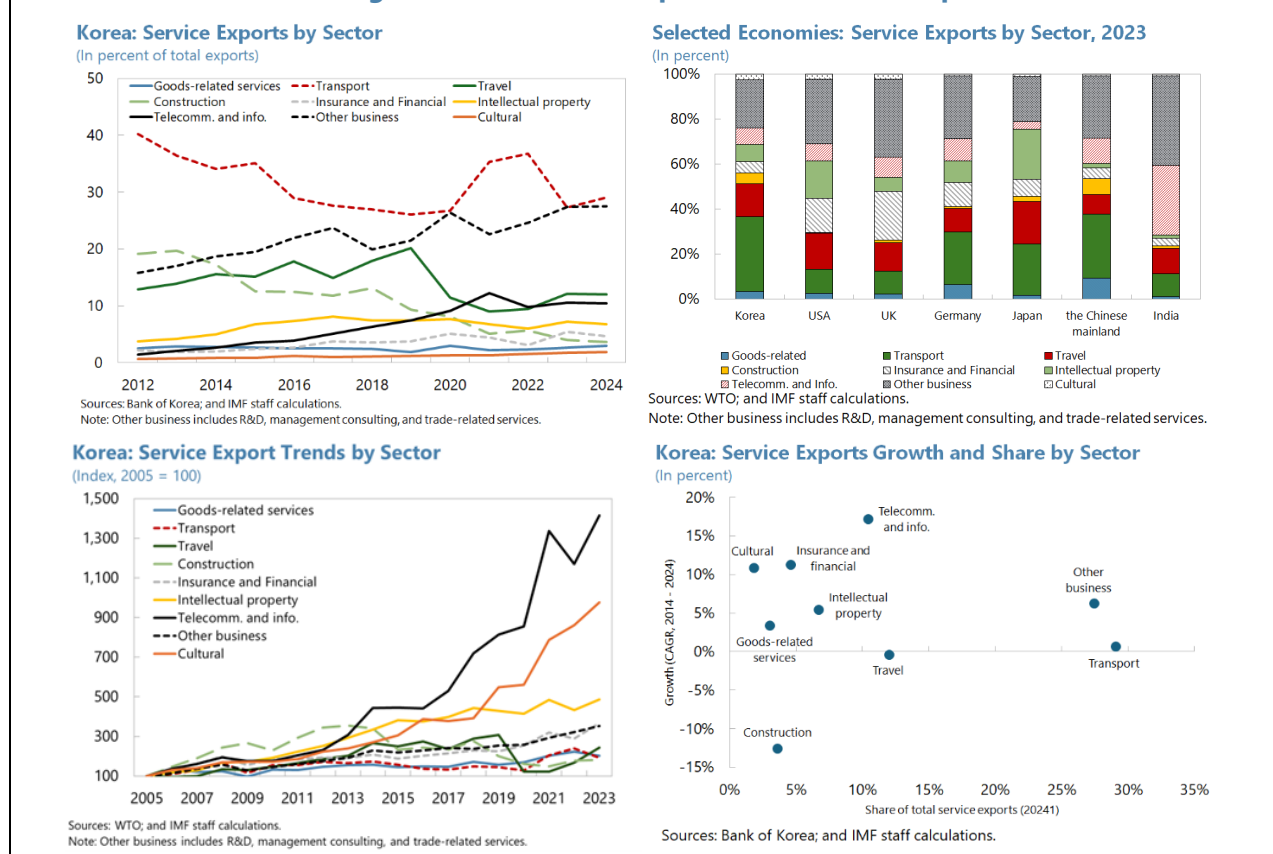 Korea: Service Exports by Sector
(In percent of total exports)
50
40
30
20
10
0
Goods-related services
Transport
Travel
Construction
Insurance and Financial
Intellectual property
Telecomm. and info.
Other business
Cultural
2012 2014 2016 2018 2020 2022 2024
Sources: Bank of Korea; and IMF staff calculations.
Note: Other business includes R&D, management consulting, and trade-related services.
Selected Economies: Service Exports by Sector, 2023
(In percent)
100%
80%
60%
40%
20%
0%
Korea USA UK Germany Japan the Chinese mainland India
Goods-related
Transport
Travel
Construction
Insurance and Financial
Intellectual property
Telecomm. and Info.
Other business
Cultural
Sources: WTO; and IMF staff calculations.
Note: Other business includes R&D, management consulting, and trade-related services.
Korea: Service Export Trends by Sector
(Index, 2005 = 100)
1,500
1,300
1,100
900
700
500
300
100
Goods-related services
Transport
Travel
Construction
Insurance and Financial
Intellectual property
Telecomm. and info.
Other business
Cultural
2005 2007 2009 2011 2013 2015 2017 2019 2021 2023
Sources: WTO; and IMF staff calculations.
Note: Other business includes R&D, management consulting, and trade-related services.
Korea: Service Exports Growth and Share by Sector
(In percent)
Growth (CAGR, 2014 - 2024)
20%
15%
10%
5%
0%
-5%
-10%
-15%
Telecomm.
and info.
Cultural
Insurance and
financial
Other
business
Intellectual
property
Goods-related
services
Travel
Transport
Construction
0% 5% 10% 15% 20% 25% 30% 35%
Share of total service exports (20241)
Sources: Bank of Korea; and IMF staff calculations.